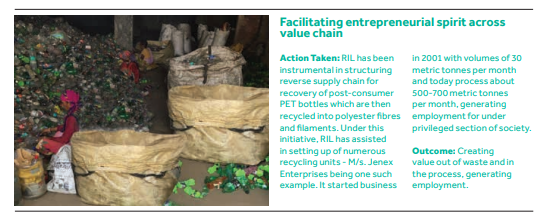 Facilitating entrepreneurial spirit across
value chain
Action Taken: RIL has been
instrumental in structuring
reverse supply chain for
recovery of post-consumer
PET bottles which are then
recycled into polyester fibres
and filaments. Under this
initiative, RIL has assisted
in setting up of numerous
recycling units - M/s. Jenex
Enterprises being one such
example. It started business
in 2001 with volumes of 30
metric tonnes per month
and today process about
500-700 metric tonnes
per month, generating
employment for under
privileged section of society.
Outcome: Creating
value out of waste and in
the process, generating
employment.